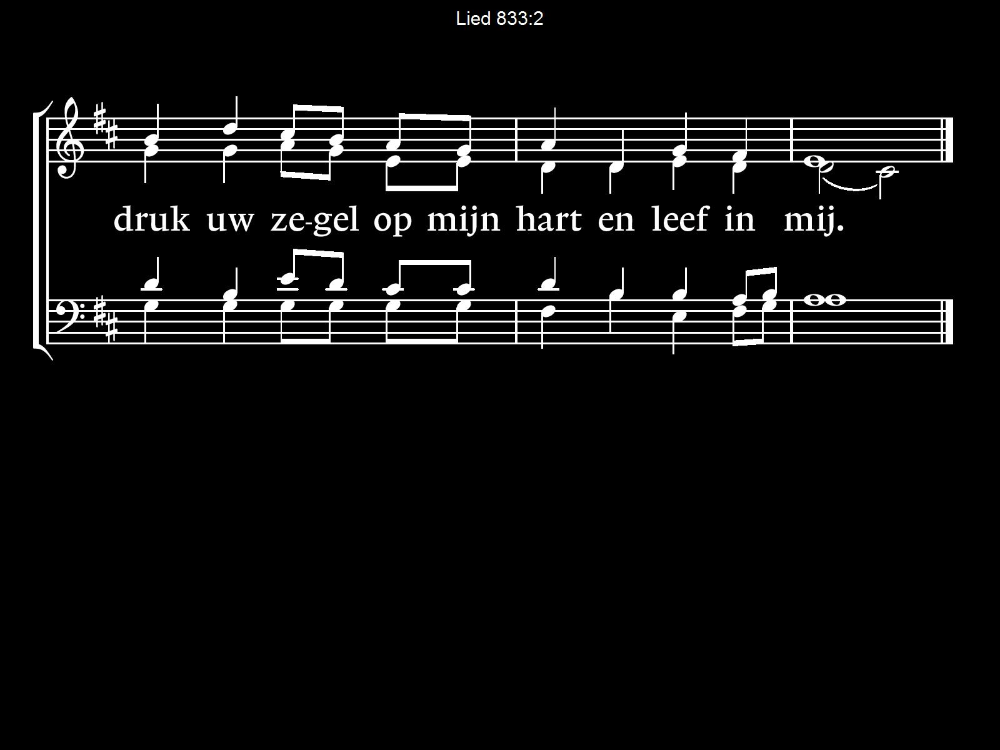 Lied 833:2
druk uw ze-gel op mijn hart en leef in mij.